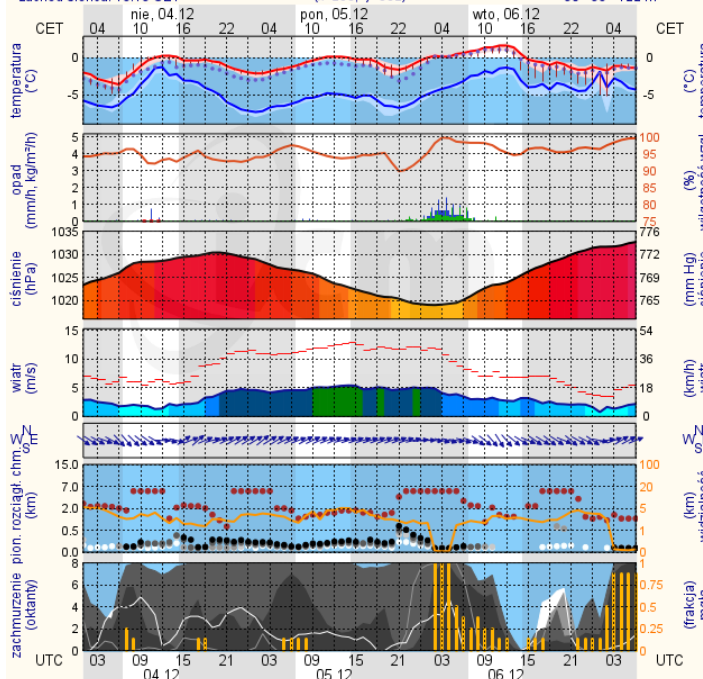 nie, 04.12 pon, 05.12 wto, 06.12
CET 04 10 16 22 04 10 16 22 04 10 16 22 04 CET
temperatura
(°C)
0
-5
0
-5
(°C)
temperatura
opad
(mm/h, kg/m²/h)
5
4
3
2
1
0
100
95
90
85
80
75
(%)
ciśnienie
(hPa)
1035
1030
1025
1020
776
772
769
765
(mm Hg)
ciśnienie
wiatr
(m/s)
15
10
5
0
54
36
18
0
(km/h)
wiatr
N
W E
S
N
W
S
pion. rozciągł. chm.
(km)
15.0
7.0
2.0
0.5
0.0
100
20
5
1
0
(km)
zachmurzenie
(oktanty)
8
6
4
2
0
1
0.75
0.5
0.25
0
(frakcja)
UTC 03 09 15 21 03 09 15 21 03 09 15 21 03 UTC
04.12 05.12 06.12